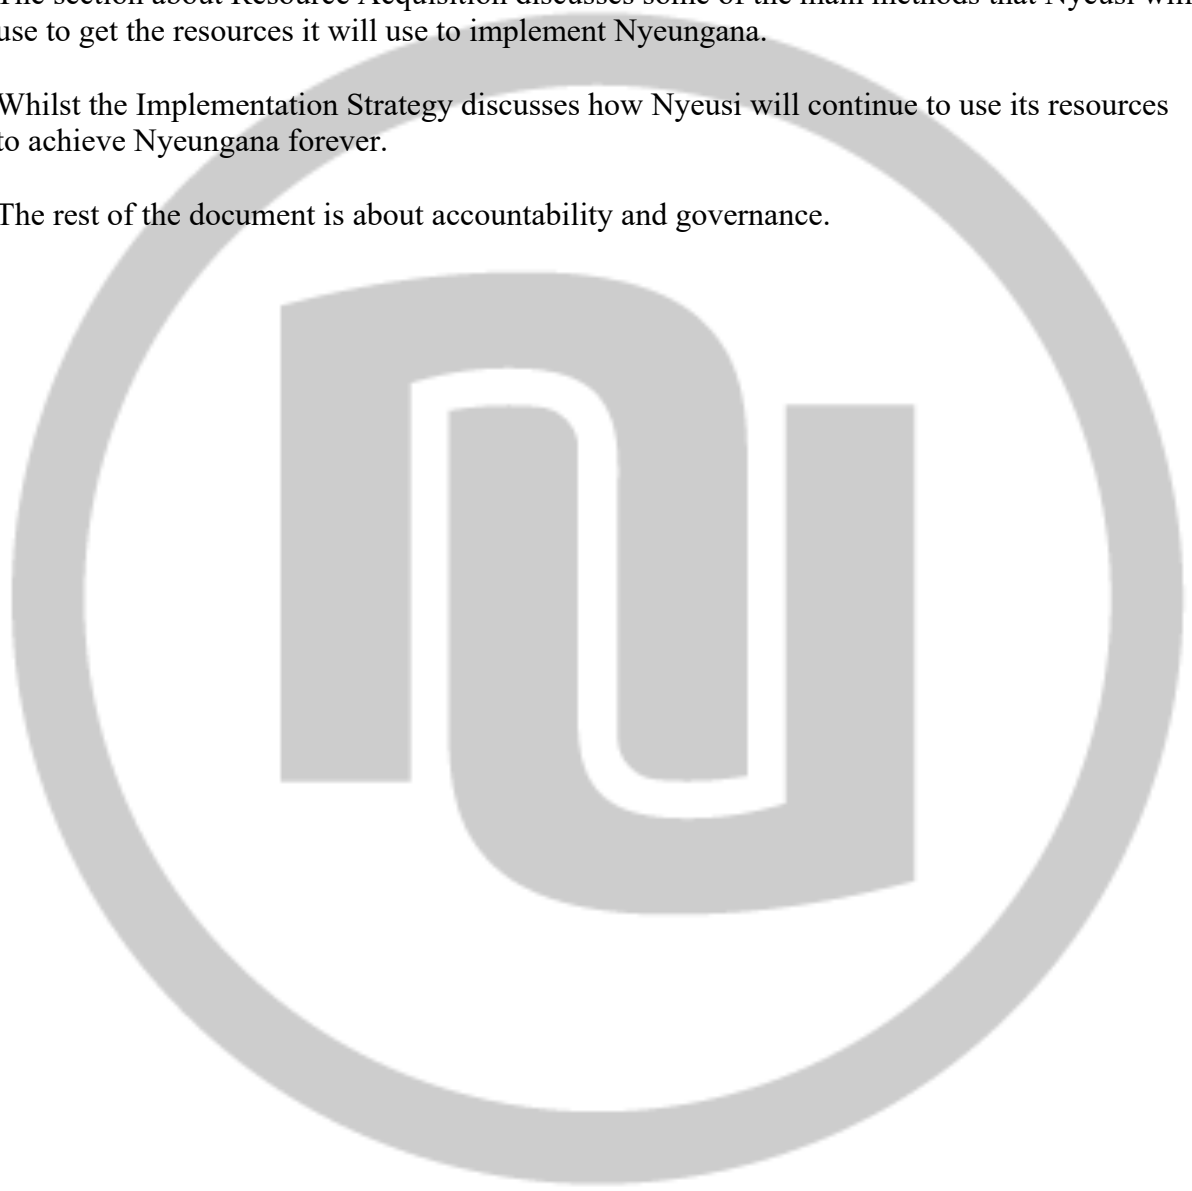 The section about Resource Acquisition discusses some of the main methods that Nyeusi will
use to get the resources it will use to implement Nyeungana.
Whilst the Implementation Strategy discusses how Nyeusi will continue to use its resources
to achieve Nyeungana forever.
The rest of the document is about accountability and governance.